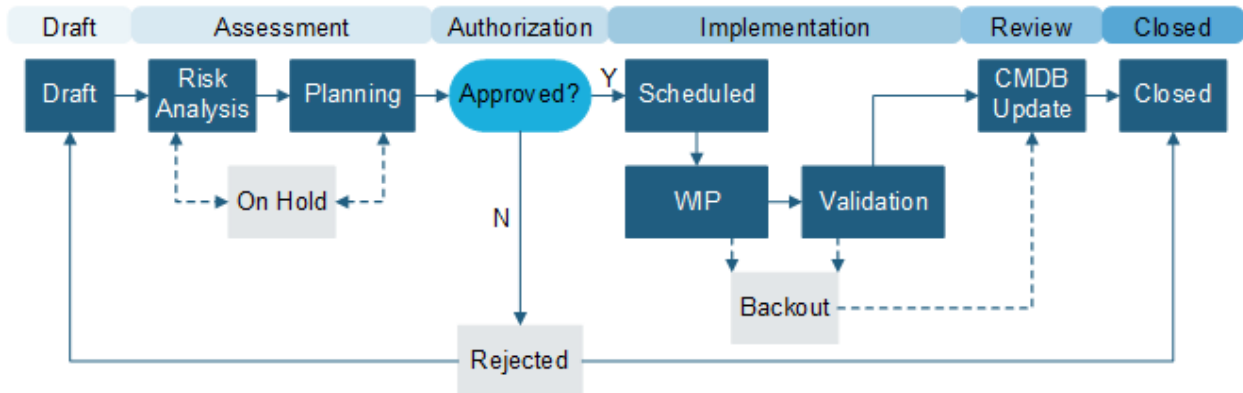 Draft
Assessment
Authorization
Implementation
Review
Closed
Draft
Risk
Analysis
Planning
Approved?
Y
Scheduled
CMDB
Update
Closed
On Hold
N
WIP
Validation
Backout
Rejected